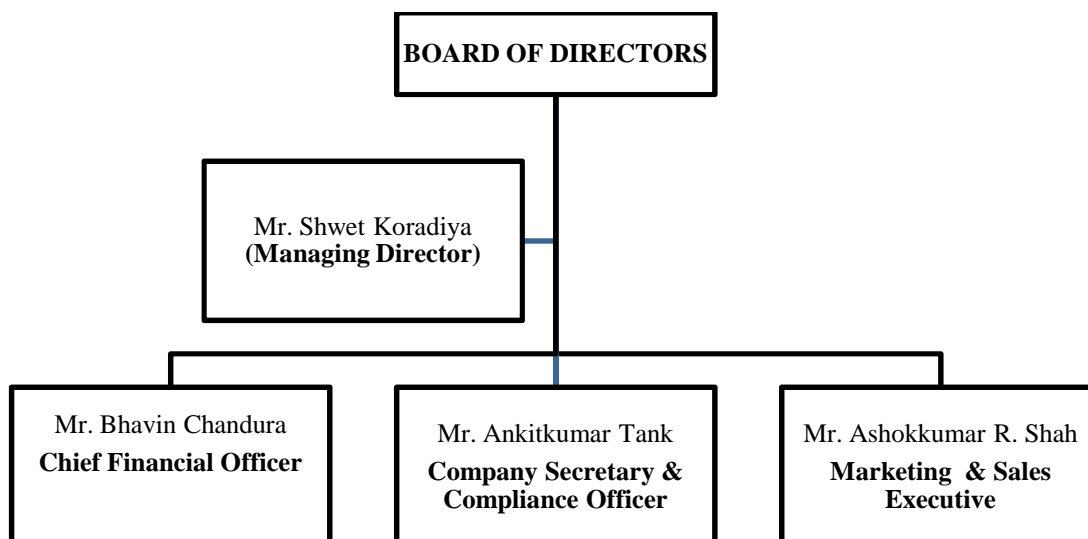 BOARD OF DIRECTORS
Mr. Shwet Koradiya
(Managing Director)
Mr. Bhavin Chandura
Chief Financial Officer
Mr. Ankitkumar Tank
Company Secretary &
Compliance Officer
Mr. Ashokkumar R. Shah
Marketing & Sales
Executive